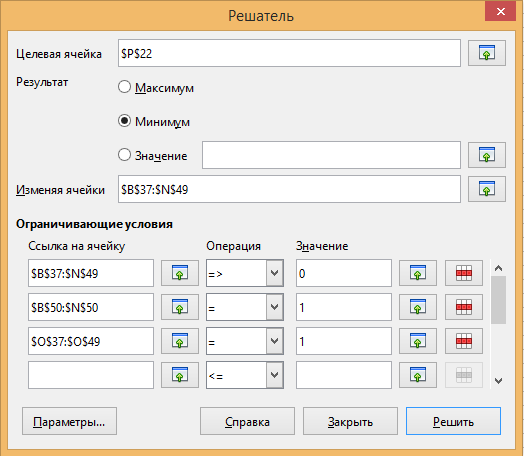 Решатель
Целевая ячейка $P$22
Результат
Максимум
Минимум
Значение
Изменяя ячейки $B$37:$N$49
Ограничивающие условия
Ссылка на ячейку Операция Значение
$B$37:$N$49 => 0
$B$50:$N$50 = 1
$O$37:$O$49 = 1
<=
Параметры... Справка Закрыть Решить